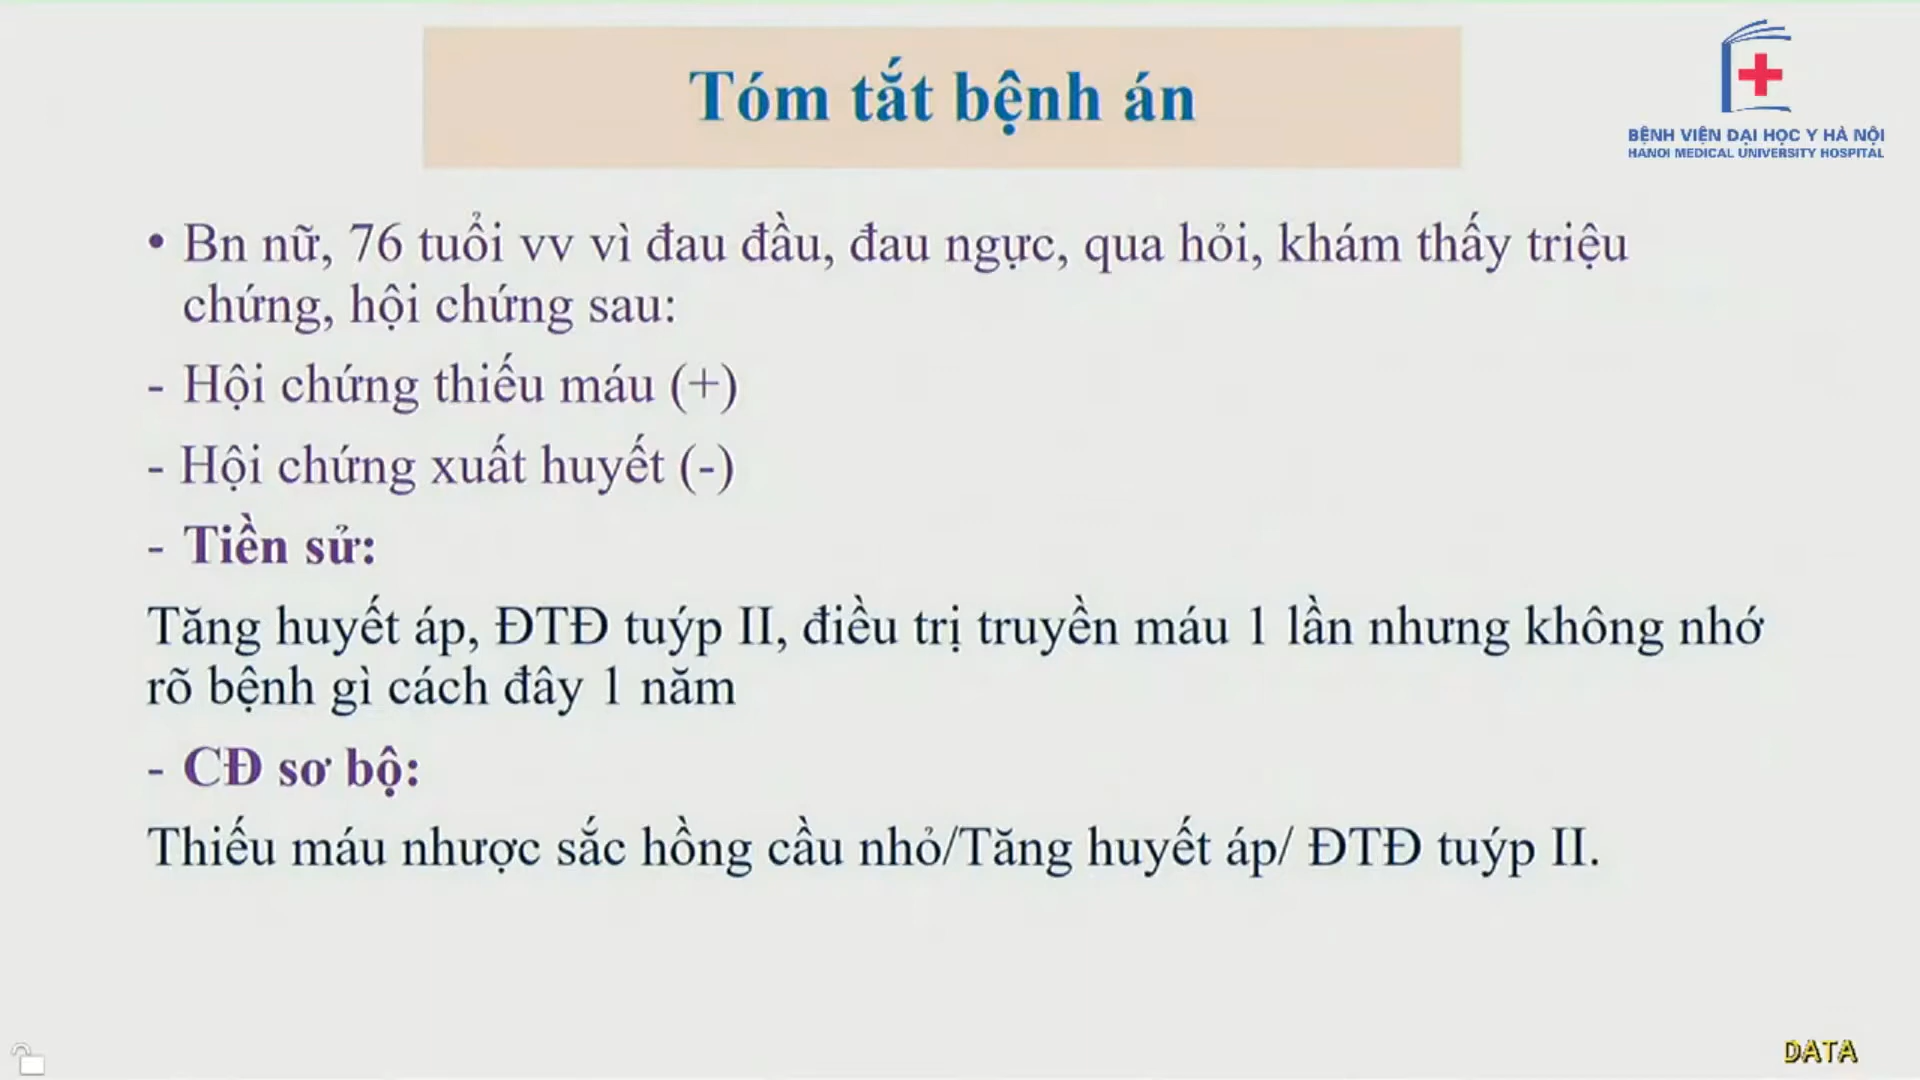 Tóm tắt bệnh án
BỆNH VIỆN ĐẠI HỌC Y HÀ NỘI
HANOI MEDICAL UNIVERSITY HOSPITAL
• Bn nữ, 76 tuổi vv vì đau đầu, đau ngực, qua hỏi, khám thấy triệu
chứng, hội chứng sau:
- Hội chứng thiếu máu (+)
- Hội chứng xuất huyết (-)
- Tiền sử:
Tăng huyết áp, ĐTĐ tuýp II, điều trị truyền máu 1 lần nhưng không nhớ
rõ bệnh gì cách đây 1 năm
- CĐ sơ bộ:
Thiếu máu nhược sắc hồng cầu nhỏ/Tăng huyết áp/ ĐTĐ tuýp II.
DATA